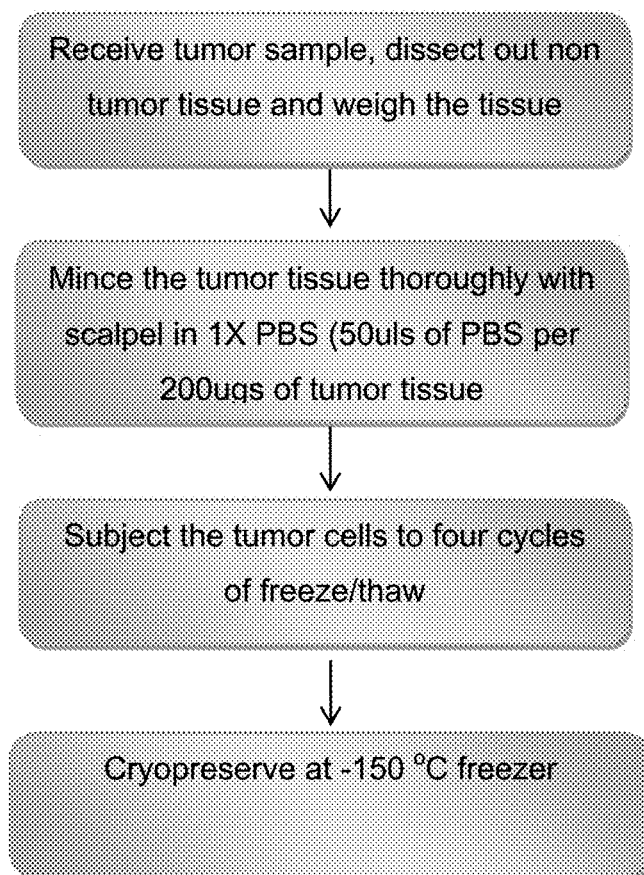 Receive tumor sample, dissect out non
tumor tissue and weigh the tissue
Mince the tumor tissue thoroughly with
scalpel in 1X PBS (50uls of PBS per
200ugs of tumor tissue
Subject the tumor cells to four cycles
of freeze/thaw
Cryopreserve at -150 °C freezer